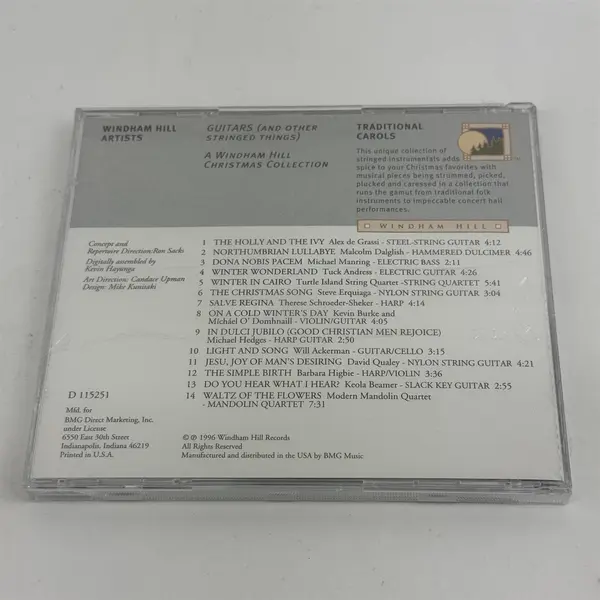 WINDHAM HILL
ARTISTS
GUITARS (AND OTHER
STRINGED THINGS)
A WINDHAM HILL
CHRISTMAS COLLECTION
TRADITIONAL
CAROLS
This unique collection of
stringed instrumentals adds
spice to your Christmas favorites with
musical pieces being strummed, picked,
plucked and caressed in a collection that
runs the gamut from traditional folk
instruments to impeccable concert hall
performances.
WINDHAM HILL
Concept and
Repertoire Direction/Ron Sacks
Digitally assembled by
Kevin Hayunga
Art Direction: Candace Upman
Design: Mike Kunisaki
1 THE HOLLY AND THE IVY Alex de Grassi - STEEL-STRING GUITAR 4:12
2 NORTHUMBRIAN LULLABYE Malcolm Dalglish - HAMMERED DULCIMER 4:46
3 DONA NOBIS PACEM Michael Manring - ELECTRIC BASS 2:11
4 WINTER WONDERLAND Tuck Andress - ELECTRIC GUITAR 4:26
5 WINTER IN CAIRO Turtle Island String Quartet -STRING QUARTET 5:41
6 THE CHRISTMAS SONG Steve Erquiaga - NYLON STRING GUITAR 3:04
7 SALVE REGINA Therese Schroeder-Sheker - HARP 4:14
8 ON A COLD WINTER'S DAY Kevin Burke and
Michéal O' Domhnaill - VIOLIN/GUITAR 4:05
9 IN DULCI JUBILO (GOOD CHRISTIAN MEN REJOICE)
Michael Hedges - HARP GUITAR 2:50
10 LIGHT AND SONG Will Ackerman - GUITAR/CELLO 3:15
11 JESU, JOY OF MAN'S DESIRING David Qualey - NYLON STRING GUITAR 4:21
12 THE SIMPLE BIRTH Barbara Higbie - HARP/VIOLIN 3:36
13 DO YOU HEAR WHAT I HEAR? Keola Beamer - SLACK KEY GUITAR 2:55
14 WALTZ OF THE FLOWERS Modern Mandolin Quartet
- MANDOLIN QUARTET 7:31
D 115251
Mfd. for
BMG Direct Marketing, Inc.
under License
6550 East 30th Street
Indianapolis, Indiana 46219
Printed in U.S.A.
© ℗ 1996 Windham Hill Records
All Rights Reserved
Manufactured and distributed in the USA by BMG Music